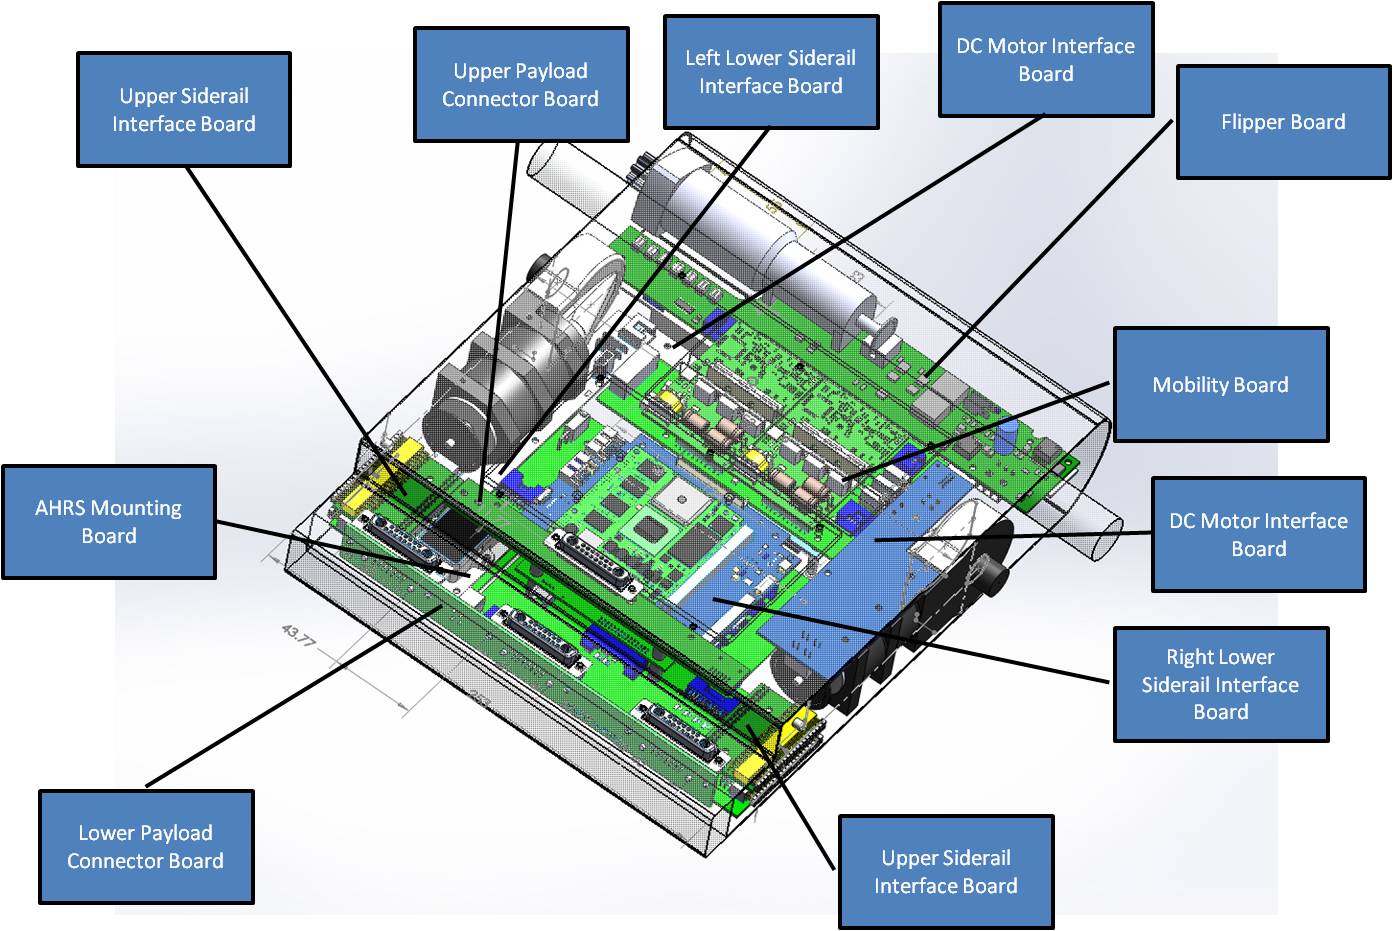 DC Motor Interface
Board
Left Lower Siderail
Interface Board
Upper Payload
Connector Board
Upper Siderail
Interface Board
Flipper Board
Mobility Board
AHRS Mounting
Board
DC Motor Interface
Board
Right Lower
Siderail Interface
Board
43.77
253
Lower Payload
Connector Board
Upper Siderail
Interface Board